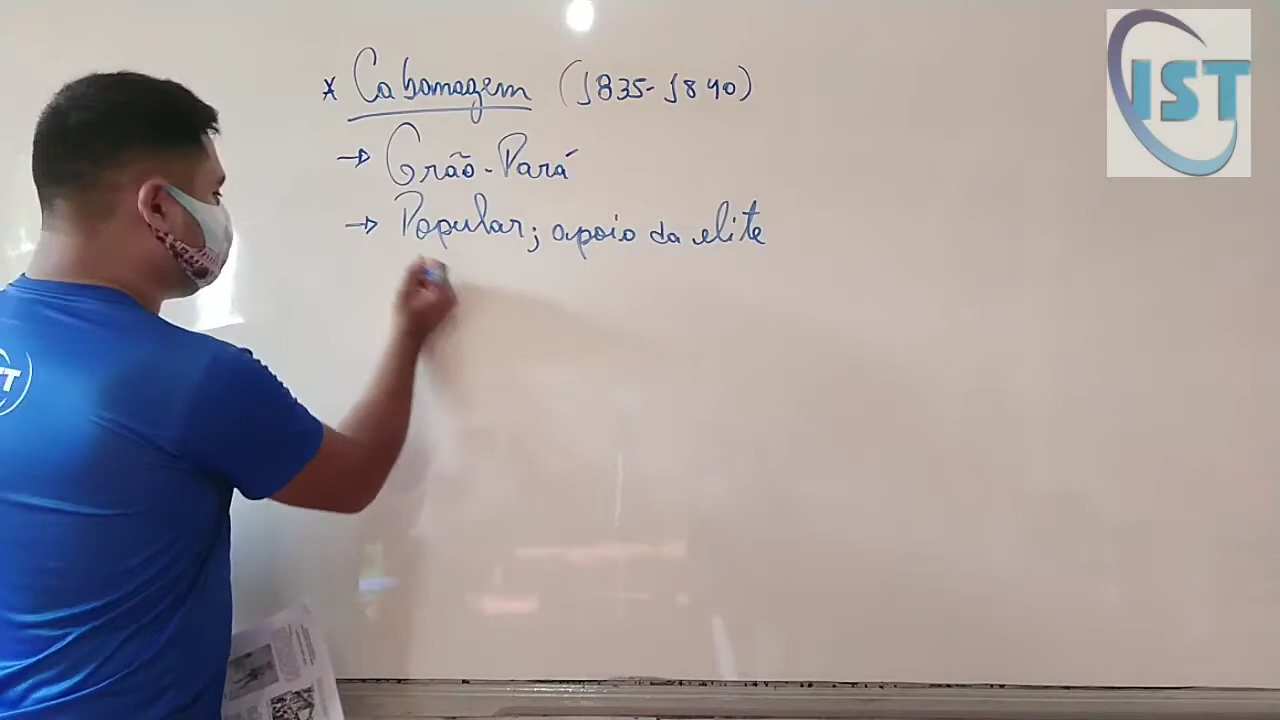 * Cabanagem (1835-1840)
→ Grão-Pará
→ Popular; apoio da elite
IST